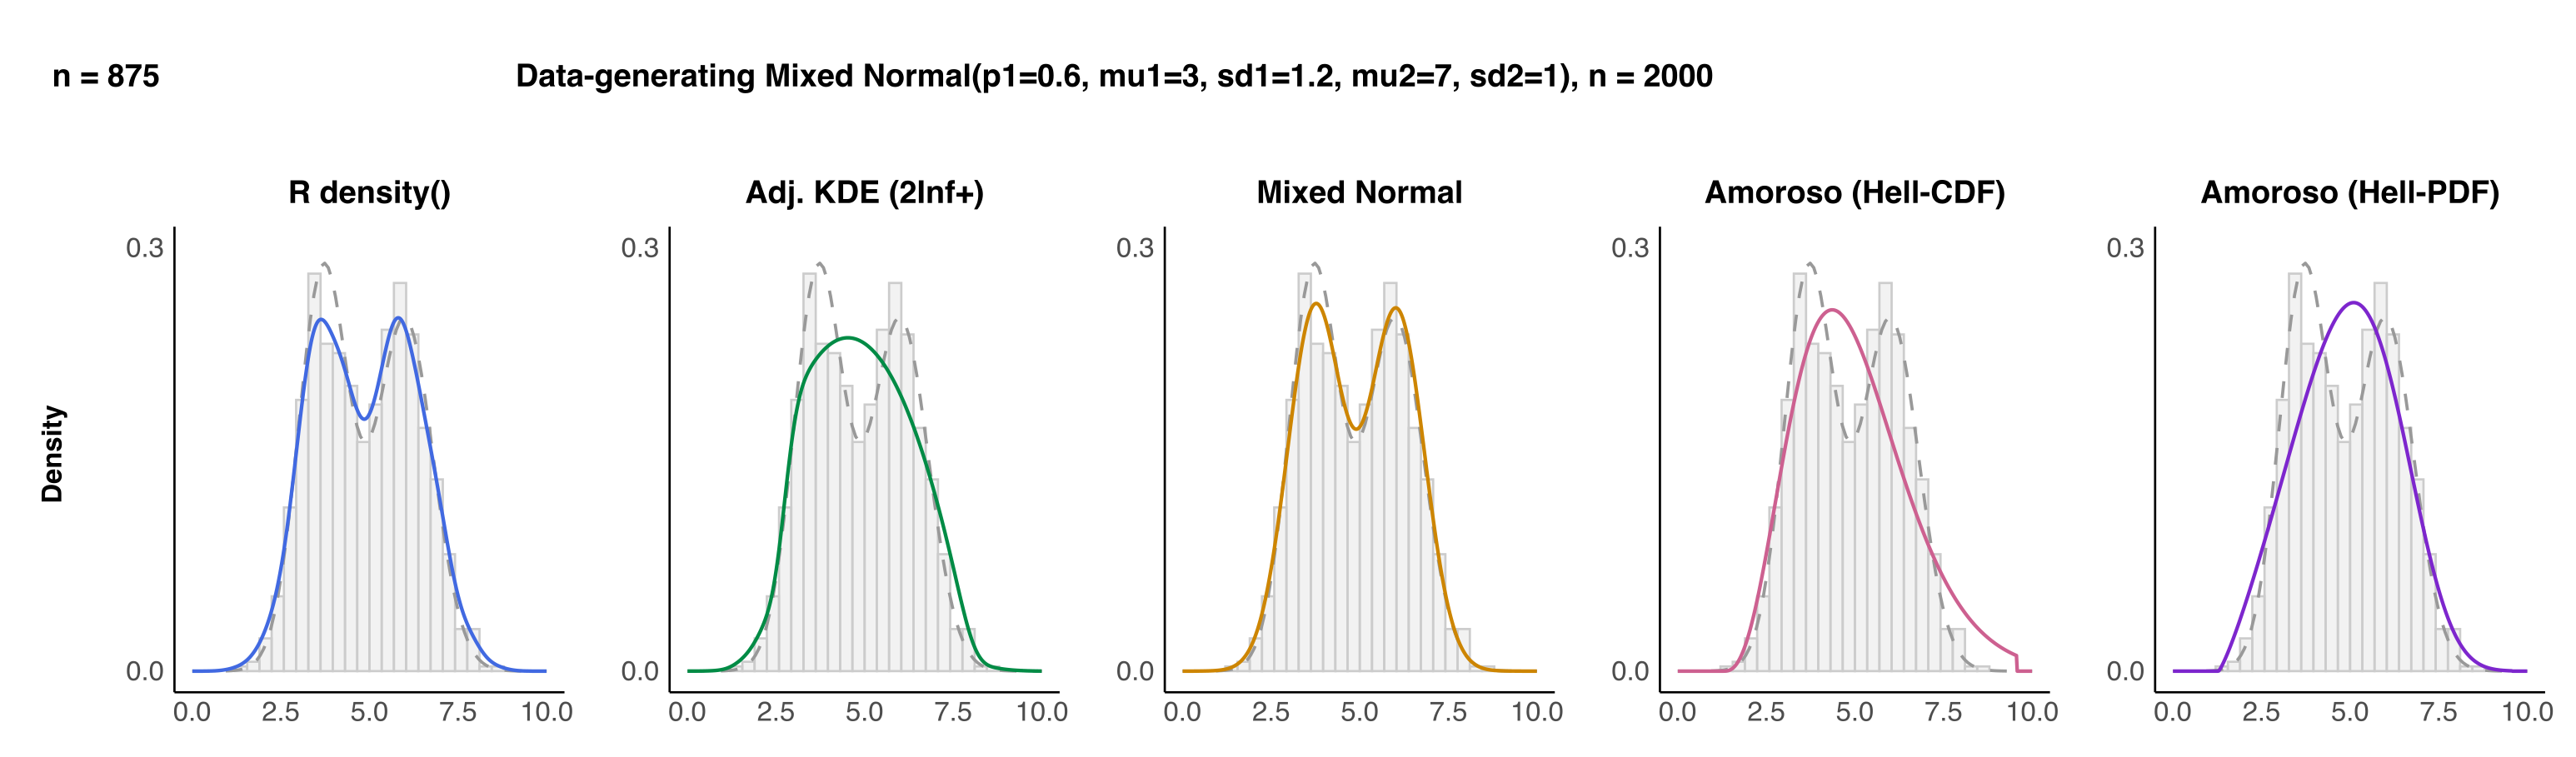 n = 875
Data-generating Mixed Normal(p1=0.6, mu1=3, sd1=1.2, mu2=7, sd2=1), n = 2000
R density()
Adj. KDE (2Inf+)
Mixed Normal
Amoroso (Hell-CDF)
Amoroso (Hell-PDF)
Density
0.3
0.0
0.0 2.5 5.0 7.5 10.0
0.3
0.0
0.0 2.5 5.0 7.5 10.0
0.3
0.0
0.0 2.5 5.0 7.5 10.0
0.3
0.0
0.0 2.5 5.0 7.5 10.0
0.3
0.0
0.0 2.5 5.0 7.5 10.0